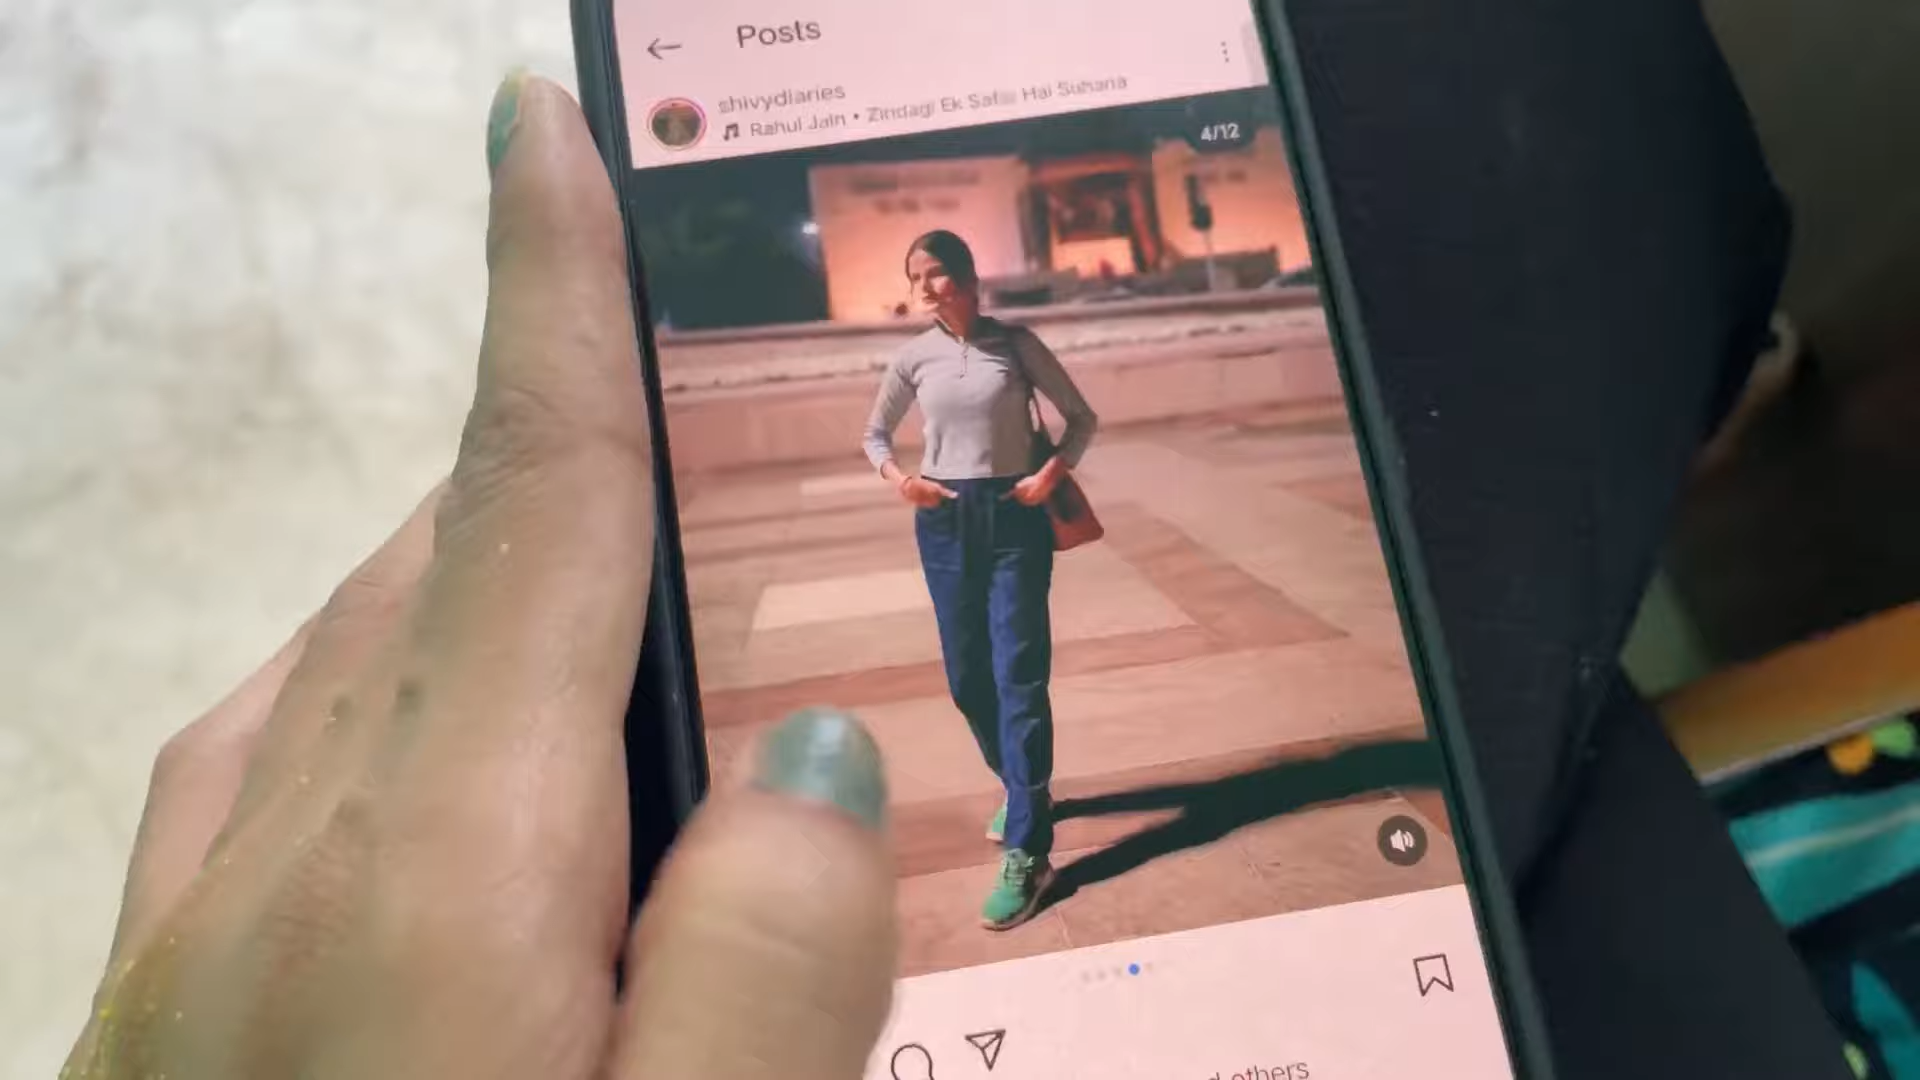 Posts
shivydiaries
Rahul Jain • Zindagi Ek Safar Hai Suhana
4/12
others